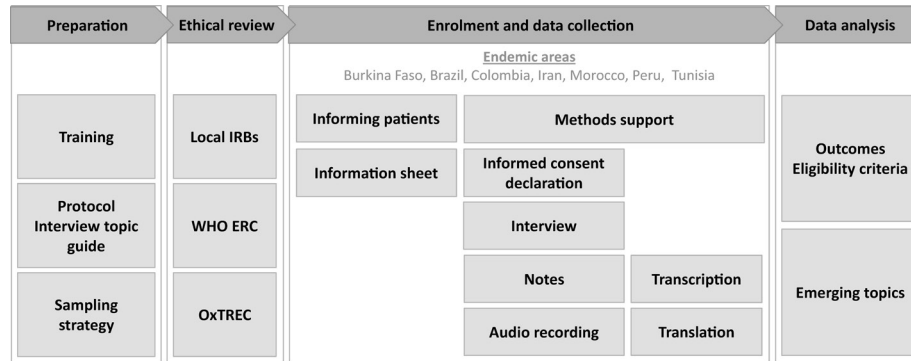 Preparation
Ethical review
Enrolment and data collection
Data analysis
Endemic areas
Burkina Faso, Brazil, Colombia, Iran, Morocco, Peru, Tunisia
Training
Protocol
Interview topic
guide
Sampling
strategy
Local IRBs
WHO ERC
OxTREC
Informing patients
Methods support
Information sheet
Informed consent
declaration
Interview
Notes
Transcription
Audio recording
Translation
Outcomes
Eligibility criteria
Emerging topics